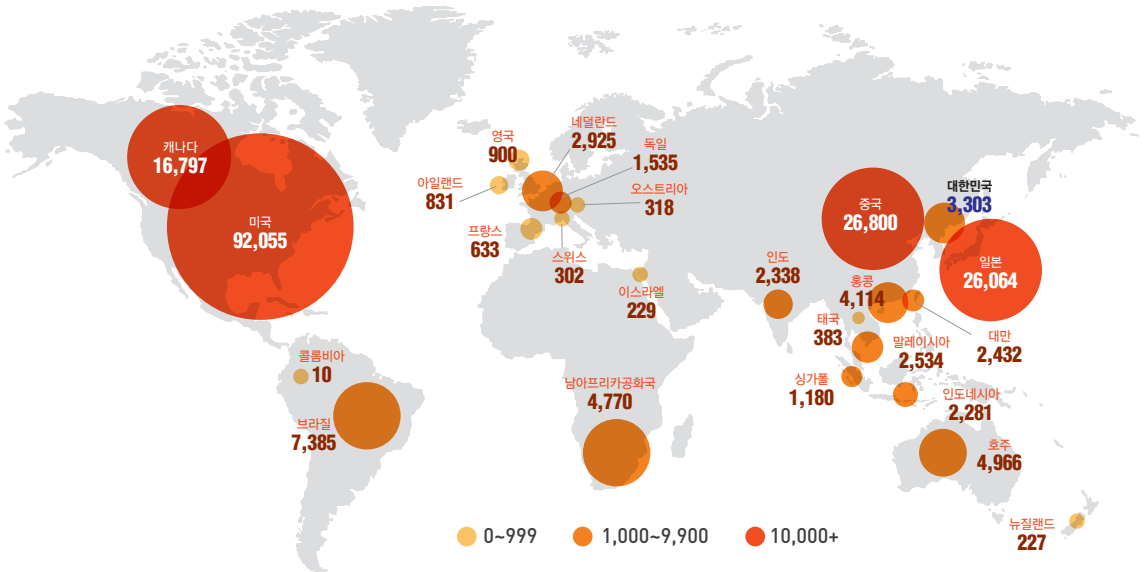 캐나다
16,797
미국
92,055
콜롬비아
10
브라질
7,385
영국
900
네덜란드
2,925
독일
1,535
아일랜드
831
오스트리아
318
프랑스
633
스위스
302
이스라엘
229
남아프리카공화국
4,770
중국
26,800
대한민국
3,303
일본
26,064
인도
2,338
홍콩
4,114
태국
383
대만
2,432
말레이시아
2,534
싱가폴
1,180
인도네시아
2,281
호주
4,966
뉴질랜드
227
0~999
1,000~9,900
10,000+